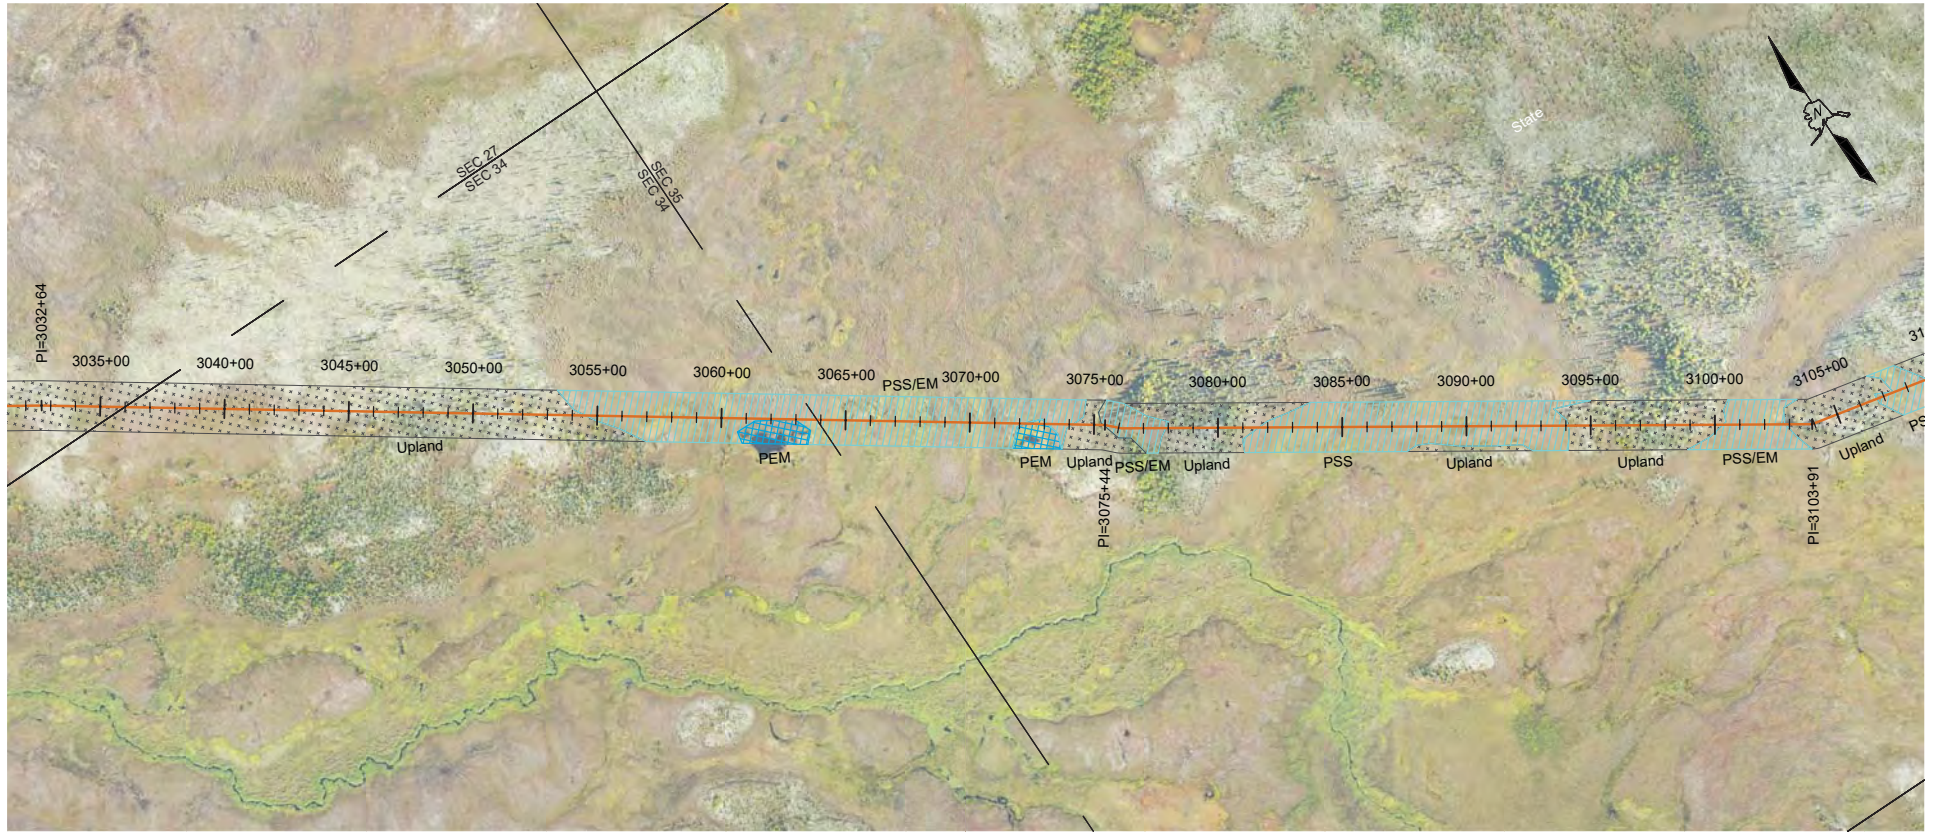 State
N
SEC 27
SEC 34
SEC 35
SEC 34
PI=3032+64
3035+00
3040+00
3045+00
3050+00
3055+00
3060+00
3065+00
PSS/EM
3070+00
3075+00
3080+00
3085+00
3090+00
3095+00
3100+00
3105+00
31
Upland
PEM
PEM
Upland
PI=3075+44
PSS/EM
Upland
PSS
Upland
Upland
PSS/EM
PI=3103+91
Upland
PS